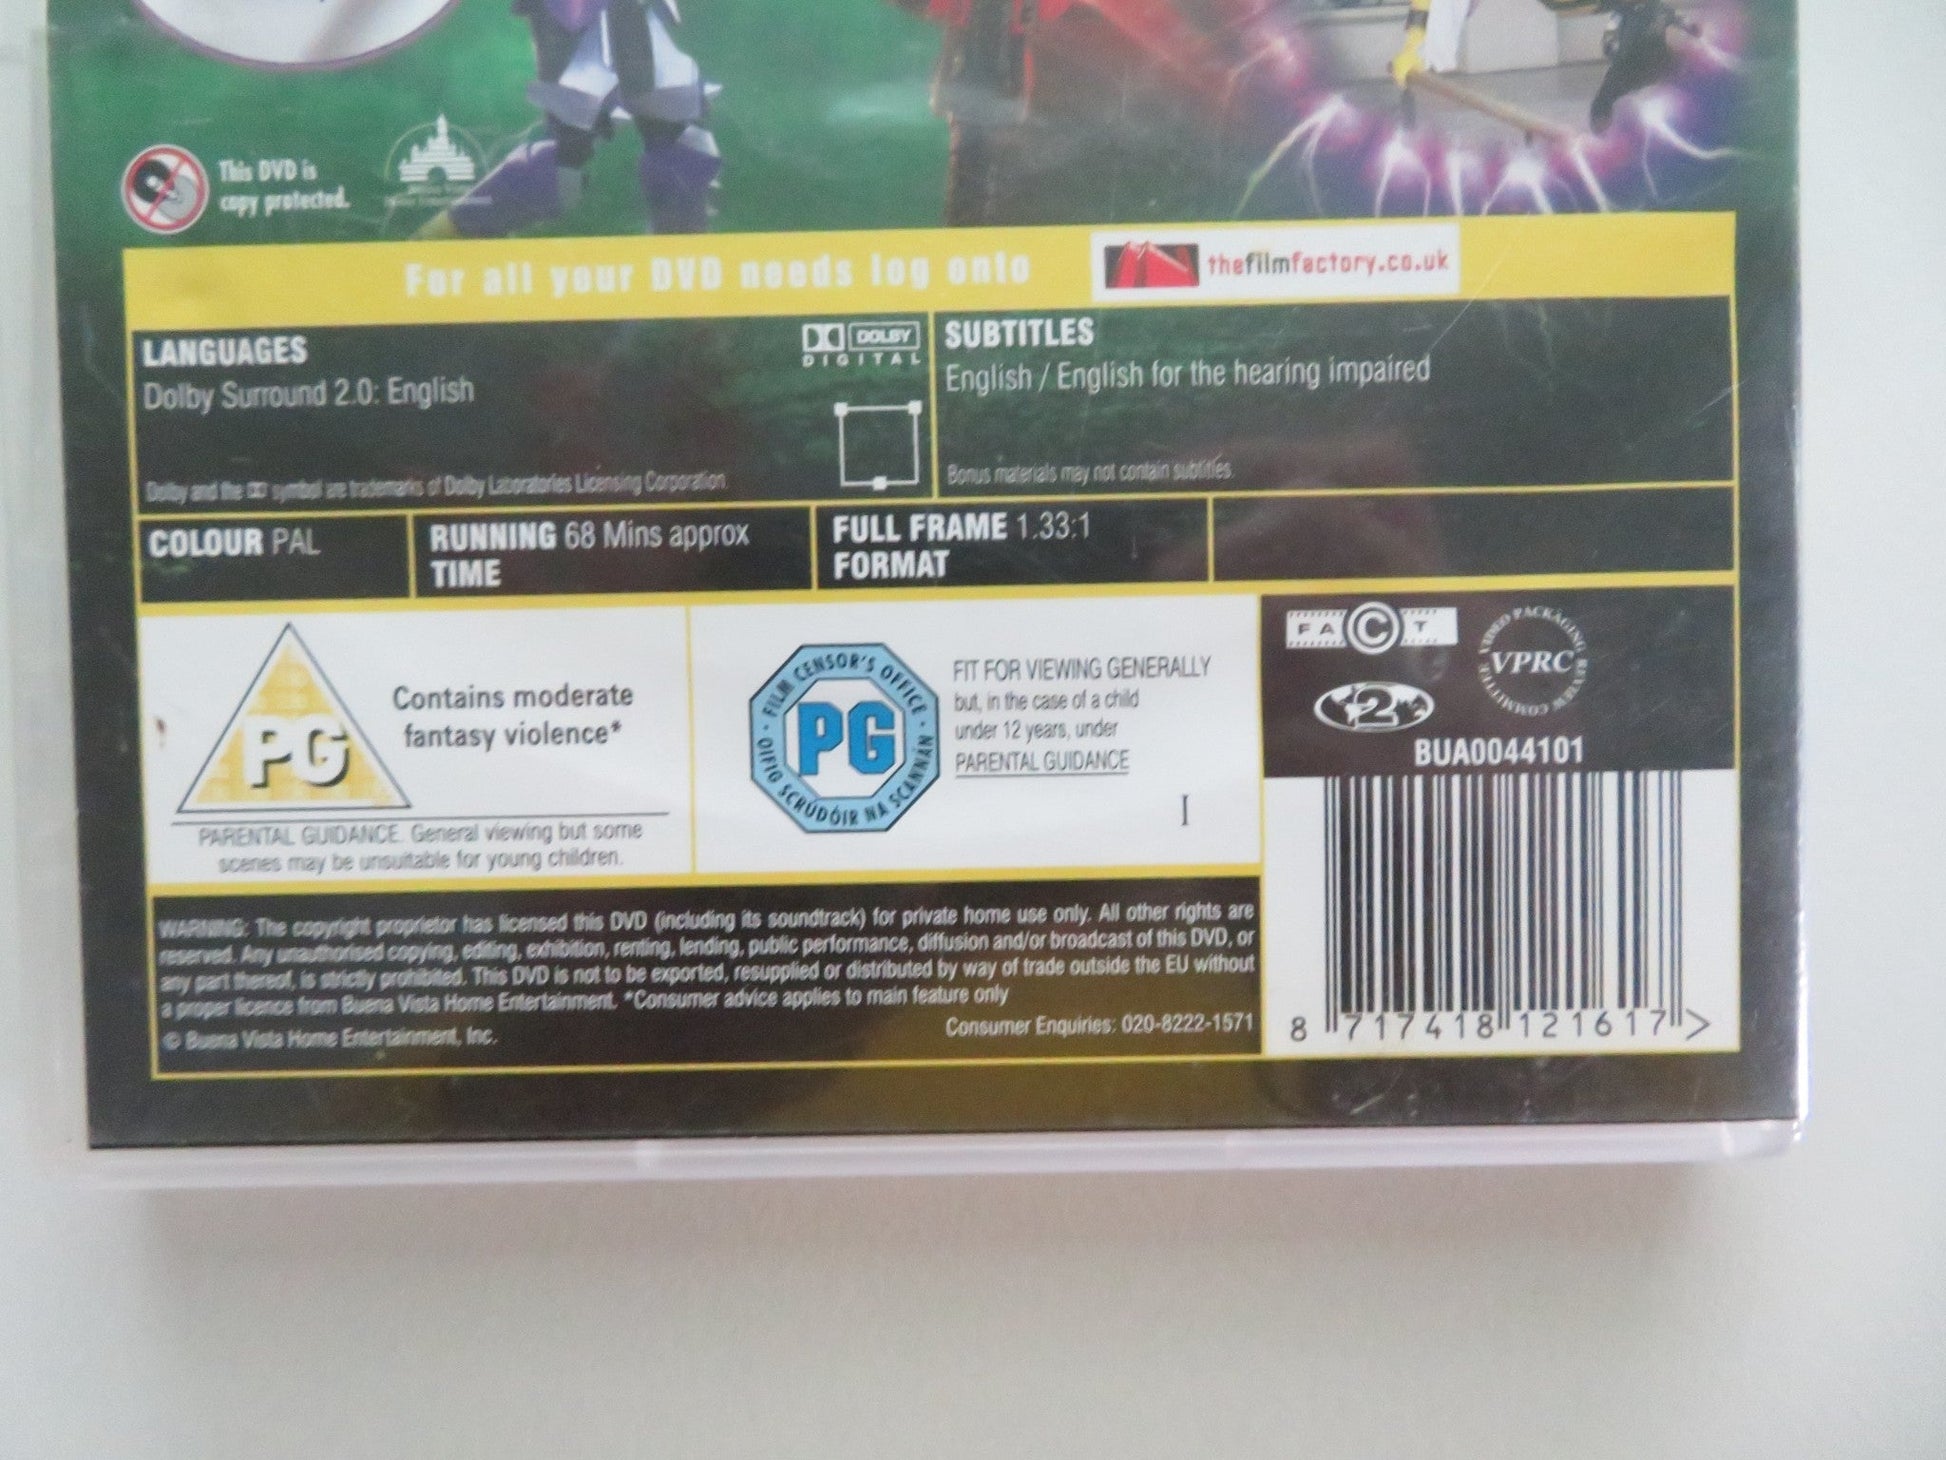 This DVD is
copy protected.
For all your DVD needs log onto
thefilmfactory.co.uk
LANGUAGES
Dolby Surround 2.0: English
DOLBY
DIGITAL
Dolby and the symbol are trademarks of Dolby Laboratories Licensing Corporation
SUBTITLES
English / English for the hearing impaired
Bonus materials may not contain subtitles.
COLOUR PAL
RUNNING 68 Mins approx
TIME
FULL FRAME 1.33:1
FORMAT
PG
Contains moderate
fantasy violence*
PARENTAL GUIDANCE. General viewing but some
scenes may be unsuitable for young children.
FILM CENSOR'S OFFICE
PG
OIFIG SCRÚDÓIR NA SCANNÁN
FIT FOR VIEWING GENERALLY
but, in the case of a child
under 12 years, under
PARENTAL GUIDANCE
I
FACT
VIDEO PACKAGING REVIEW COMMITTEE
VPRC
2
BUA0044101
WARNING: The copyright proprietor has licensed this DVD (including its soundtrack) for private home use only. All other rights are
reserved. Any unauthorised copying, editing, exhibition, renting, lending, public performance, diffusion and/or broadcast of this DVD, or
any part thereof, is strictly prohibited. This DVD is not to be exported, resupplied or distributed by way of trade outside the EU without
a proper licence from Buena Vista Home Entertainment. *Consumer advice applies to main feature only
© Buena Vista Home Entertainment, Inc.
Consumer Enquiries: 020-8222-1571
8 717418 121617 >